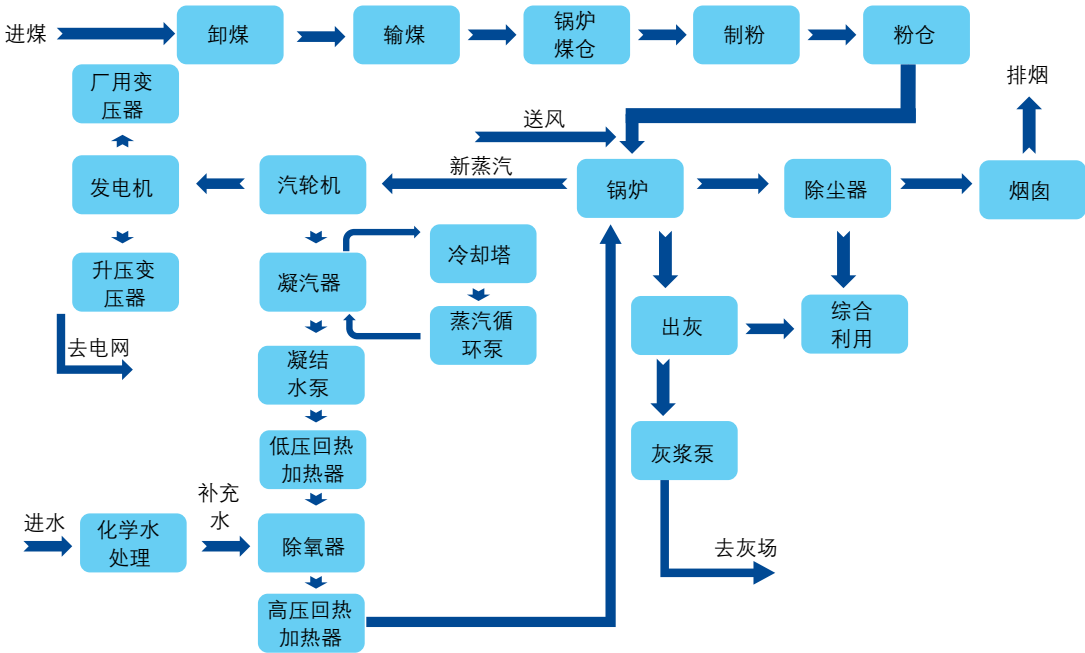 进煤
卸煤
输煤
锅炉
煤仓
制粉
粉仓
厂用变
压器
送风
排烟
发电机
汽轮机
新蒸汽
锅炉
除尘器
烟囱
升压变
压器
凝汽器
冷却塔
去电网
蒸汽循
环泵
出灰
综合
利用
凝结
水泵
低压回热
加热器
灰浆泵
进水
化学水
处理
补充
水
除氧器
去灰场
高压回热
加热器